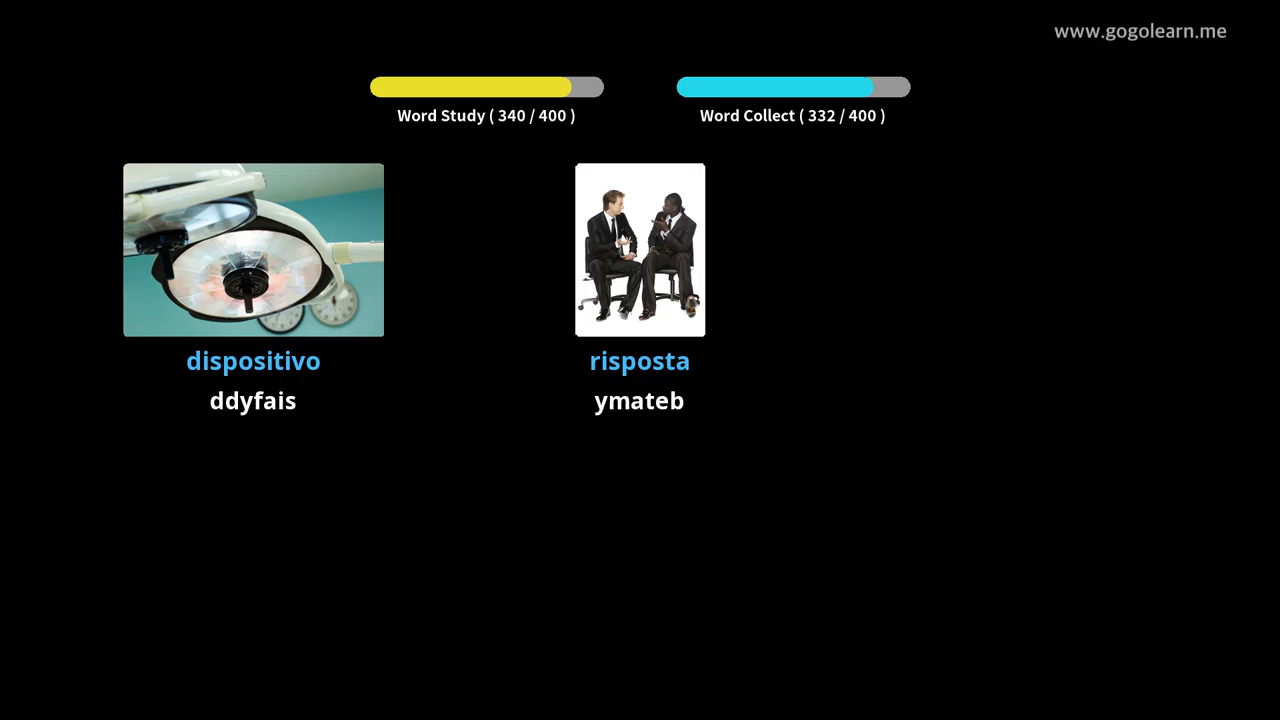 www.gogolearn.me
Word Study ( 340 / 400 )
Word Collect ( 332 / 400 )
dispositivo
ddyfais
risposta
ymateb